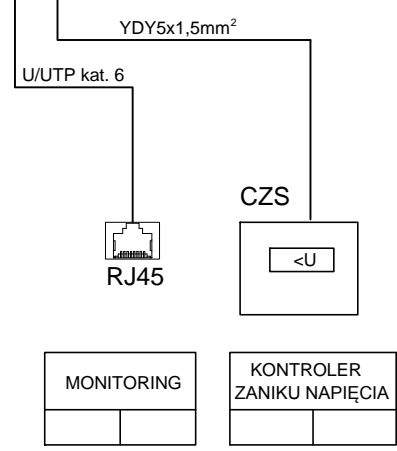 YDY5x1,5mm²
U/UTP kat. 6
CZS
<U
RJ45
MONITORING
KONTROLER
ZANIKU NAPIĘCIA